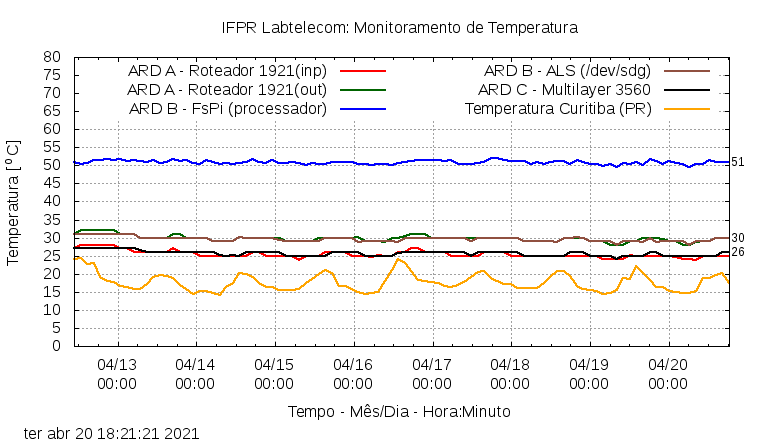 IFPR Labtelecom: Monitoramento de Temperatura
80
75
70
65
60
55
50
45
40
35
30
25
20
15
10
5
0
Temperatura [ºC]
ARD A - Roteador 1921(inp)
ARD A - Roteador 1921(out)
ARD B - FsPi (processador)
ARD B - ALS (/dev/sdg)
ARD C - Multilayer 3560
Temperatura Curitiba (PR)
51
30
26
04/13 04/14 04/15 04/16 04/17 04/18 04/19 04/20
00:00 00:00 00:00 00:00 00:00 00:00 00:00 00:00
Tempo - Mês/Dia - Hora:Minuto
ter abr 20 18:21:21 2021